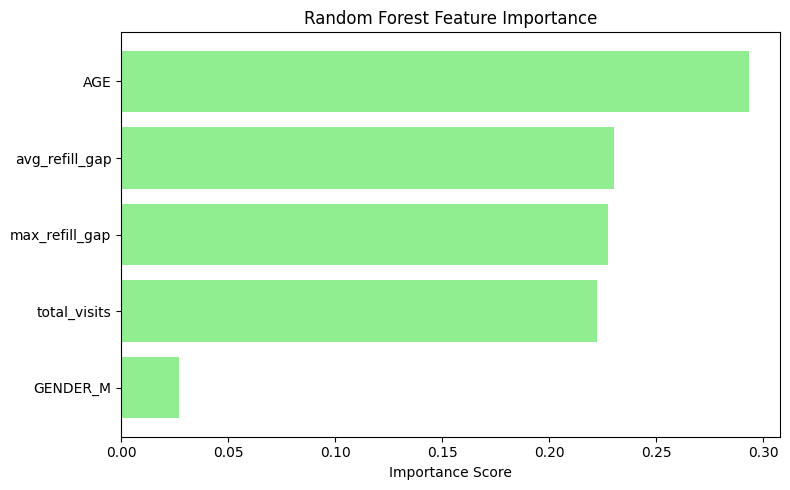 Random Forest Feature Importance
AGE
avg_refill_gap
max_refill_gap
total_visits
GENDER_M
0.00 0.05 0.10 0.15 0.20 0.25 0.30
Importance Score